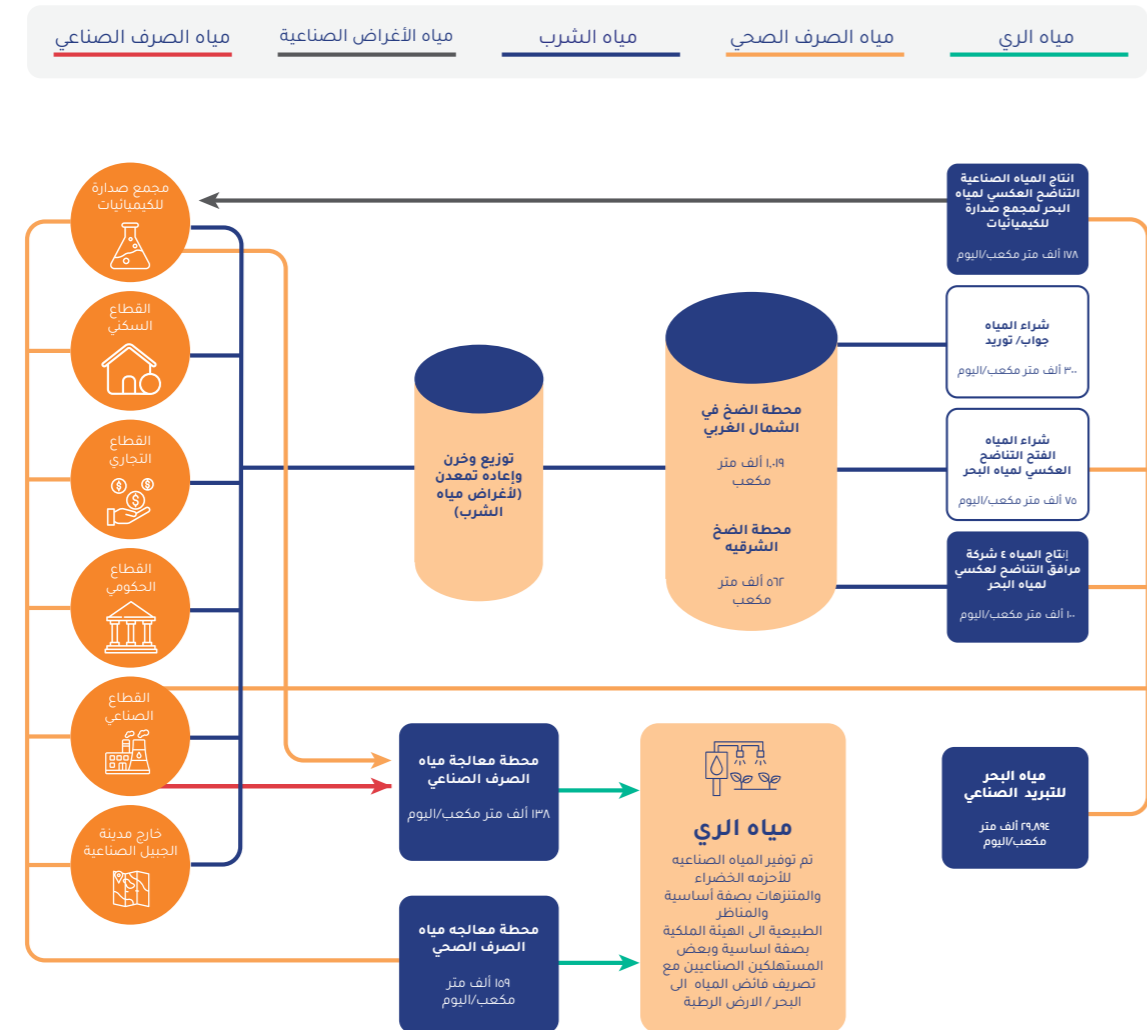 مياه الري
مياه الصرف الصحي
مياه الشرب
مياه الأغراض الصناعية
مياه الصرف الصناعي
انتاج المياه الصناعية
التناضح العكسي لمياه
البحر لمجمع صدارة
للكيميائيات
١٧٨ ألف متر مكعب/اليوم
شراء المياه
جواب/ توريد
٣٠٠ ألف متر مكعب/اليوم
شراء المياه
الفتح التناضح
العكسي لمياه البحر
٧٥ ألف متر مكعب/اليوم
إنتاج المياه ٤ شركة
مرافق التناضح لعكسي
لمياه البحر
١٠٠ ألف متر مكعب/اليوم
مياه البحر
للتبريد الصناعي
٢٩,٨٩٤ ألف متر
مكعب/اليوم
محطة الضخ في
الشمال الغربي
١,٠١٩ ألف متر
مكعب
محطة الضخ
الشرقيه
٥٦٢ ألف متر
مكعب
توزيع وخرن
وإعاده تمعدن
(لأغراض مياه
الشرب)
مجمع صدارة
للكيميائيات
القطاع
السكني
القطاع
التجاري
القطاع
الحكومي
القطاع
الصناعي
خارج مدينة
الجبيل الصناعية
محطة معالجة مياه
الصرف الصناعي
١٣٨ ألف متر مكعب/اليوم
محطة معالجه مياه
الصرف الصحي
١٥٩ ألف متر
مكعب/اليوم
مياه الري
تم توفير المياه الصناعيه
للأحزمه الخضراء
والمتنزهات بصفة أساسية
والمناظر
الطبيعية الى الهيئة الملكية
بصفة اساسية وبعض
المستهلكين الصناعيين مع
تصريف فائض المياه الى
البحر / الارض الرطبة